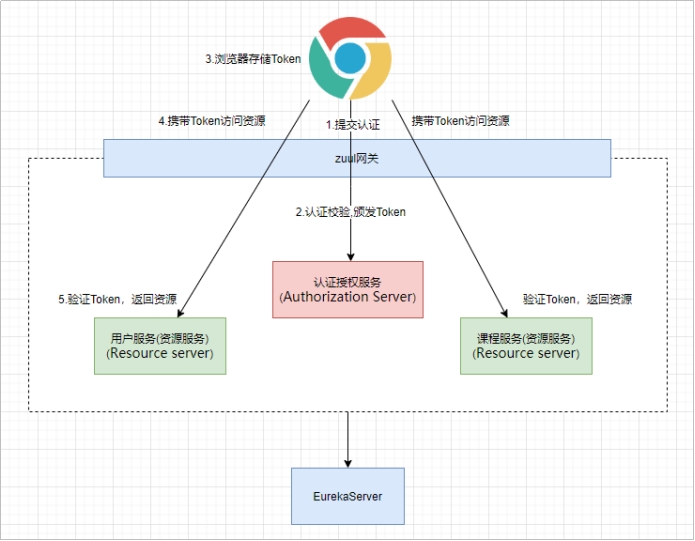 3.浏览器存储Token
4.携带Token访问资源
1.提交认证
携带Token访问资源
zuul网关
2.认证校验,颁发Token
认证授权服务
(Authorization Server)
5.验证Token，返回资源
验证Token，返回资源
用户服务(资源服务)
(Resource server)
课程服务(资源服务)
(Resource server)
EurekaServer